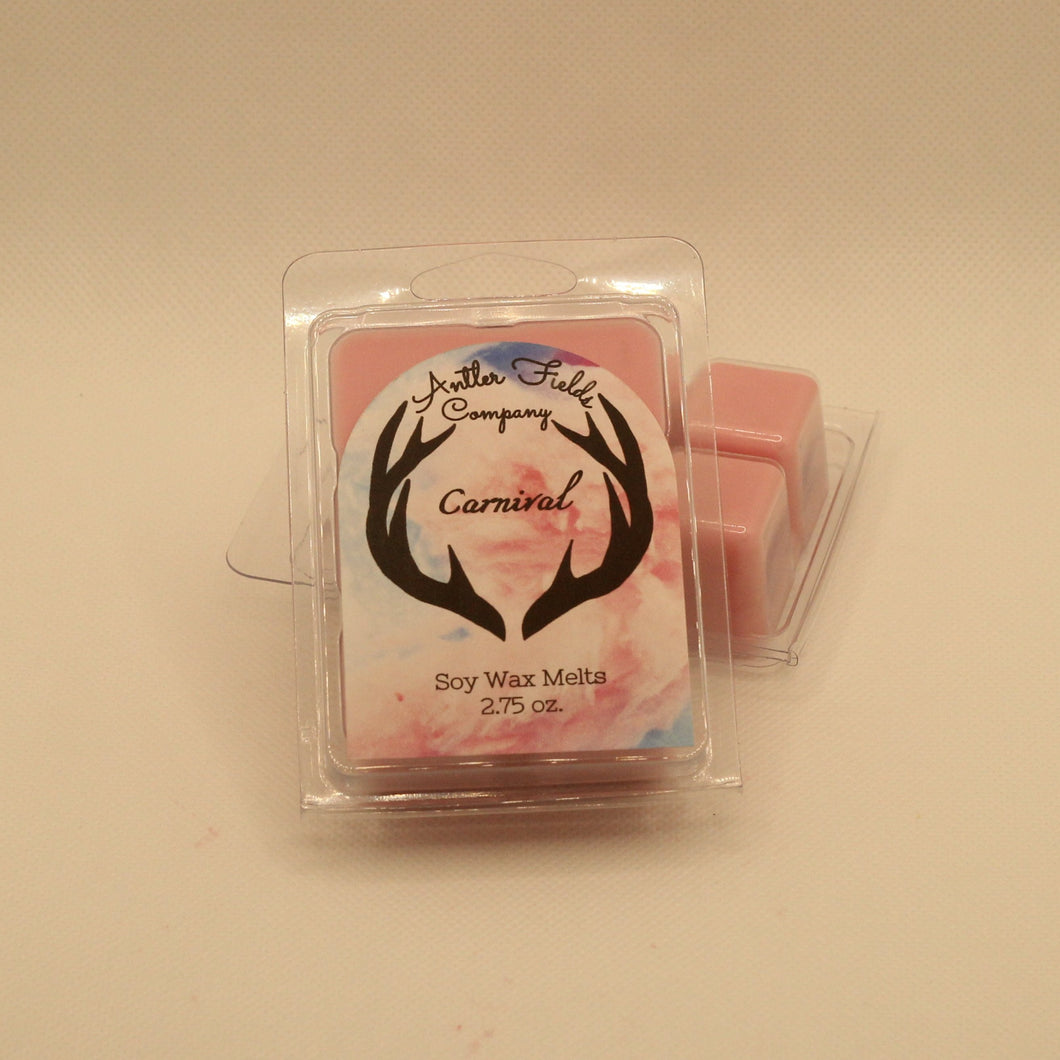 Antler Fields
Company
Carnival
Soy Wax Melts
2.75 oz.